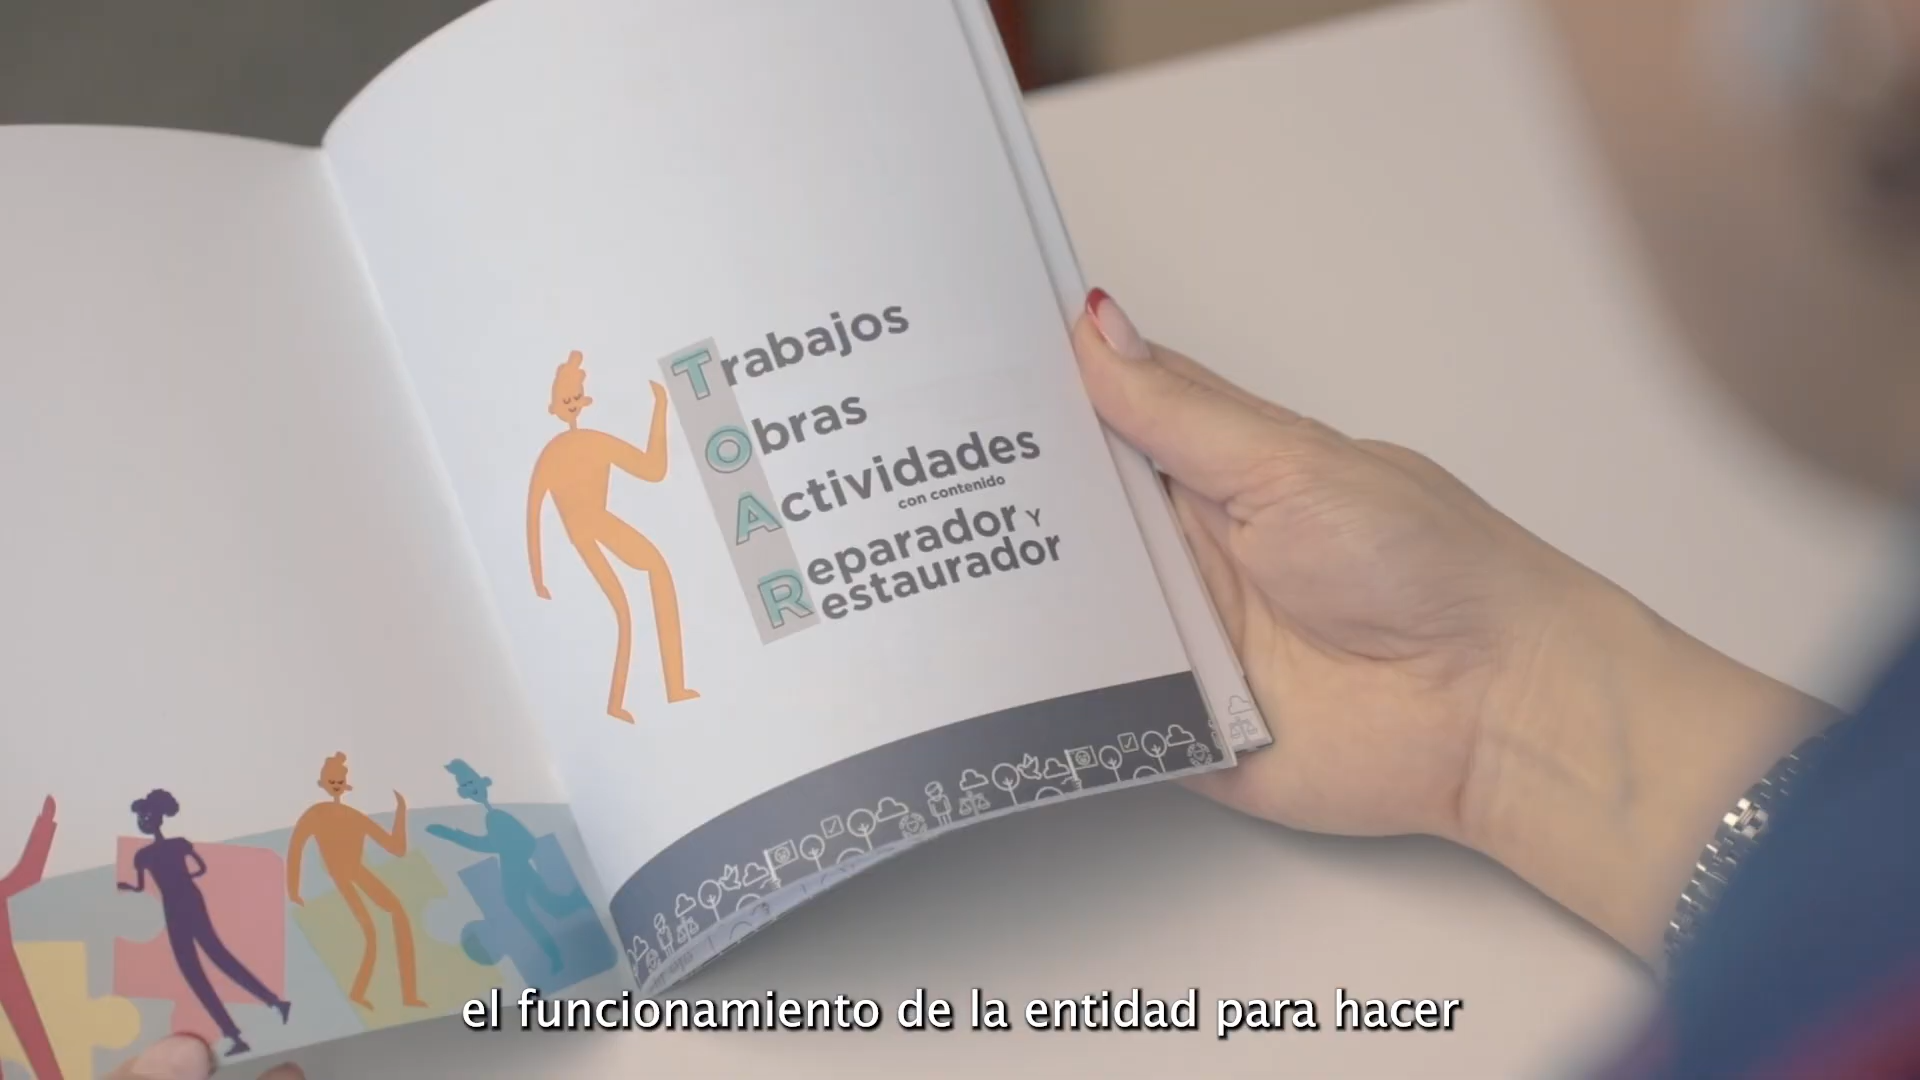 Trabajos
Obras
Actividades
con contenido
Reparador Y
Restaurador
el funcionamiento de la entidad para hacer